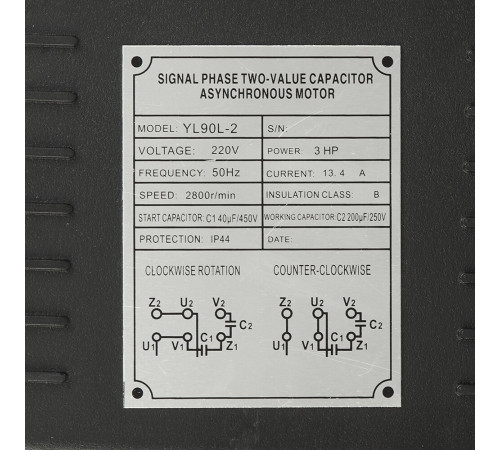 SIGNAL PHASE TWO-VALUE CAPACITOR
ASYNCHRONOUS MOTOR
MODEL: YL90L-2 S/N:
VOLTAGE: 220V POWER: 3 HP
FREQUENCY: 50Hz CURRENT: 13.4 A
SPEED: 2800r/min INSULATION CLASS: B
START CAPACITOR: C1 40μF/450V WORKING CAPACITOR: C2 200μF/250V
PROTECTION: IP44 DATE:
CLOCKWISE ROTATION COUNTER-CLOCKWISE
Z2 U2 V2 Z2 U2 V2
C2 C2
U1 V1 C1 Z1 U1 V1 C1 Z1